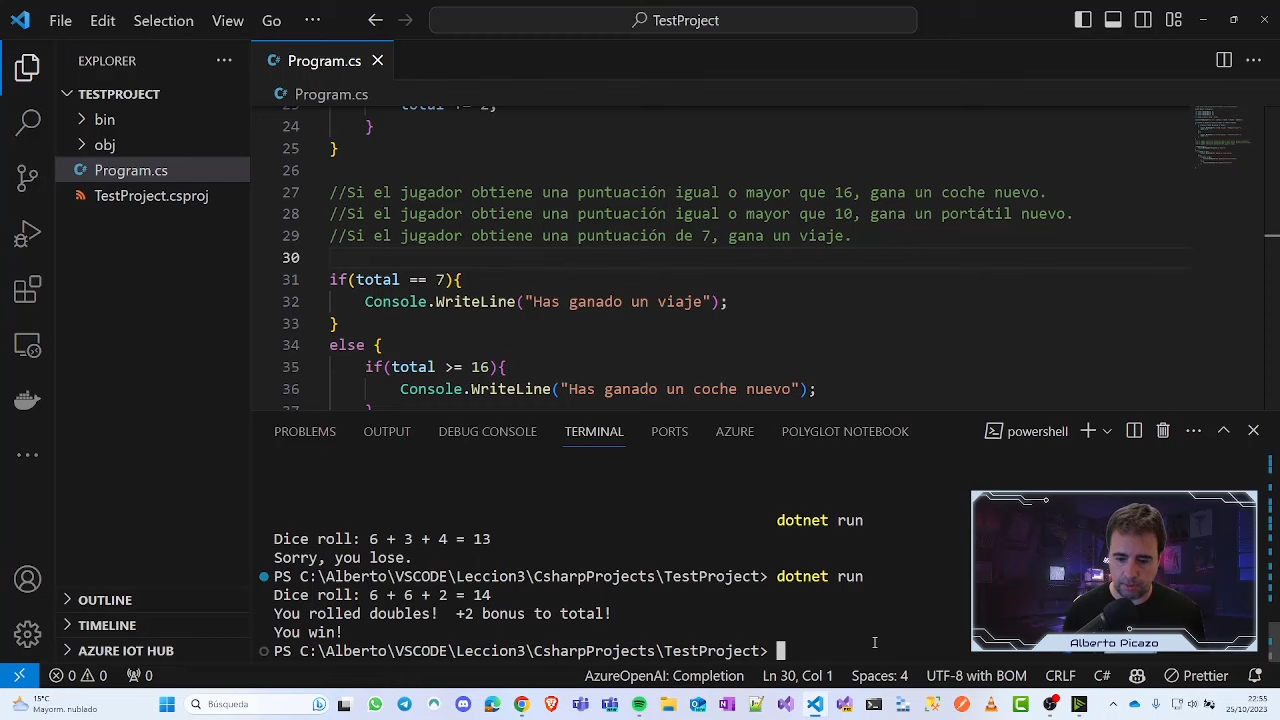 File Edit Selection View Go ··· TestProject
EXPLORER
TESTPROJECT
bin
obj
Program.cs
TestProject.csproj
OUTLINE
TIMELINE
AZURE IOT HUB
Program.cs
Program.cs
24 }
25 }
26
27 //Si el jugador obtiene una puntuación igual o mayor que 16, gana un coche nuevo.
28 //Si el jugador obtiene una puntuación igual o mayor que 10, gana un portátil nuevo.
29 //Si el jugador obtiene una puntuación de 7, gana un viaje.
30
31 if(total == 7){
32 Console.WriteLine("Has ganado un viaje");
33 }
34 else {
35 if(total >= 16){
36 Console.WriteLine("Has ganado un coche nuevo");
PROBLEMS OUTPUT DEBUG CONSOLE TERMINAL PORTS AZURE POLYGLOT NOTEBOOK powershell
dotnet run
Dice roll: 6 + 3 + 4 = 13
Sorry, you lose.
PS C:\Alberto\VSCODE\Leccion3\CsharpProjects\TestProject> dotnet run
Dice roll: 6 + 6 + 2 = 14
You rolled doubles!  +2 bonus to total!
You win!
PS C:\Alberto\VSCODE\Leccion3\CsharpProjects\TestProject>
Alberto Picazo
0 0 0 AzureOpenAI: Completion Ln 30, Col 1 Spaces: 4 UTF-8 with BOM CRLF C# Prettier
15°C
Mayorm. nublado
Búsqueda
22:55
25/10/2023